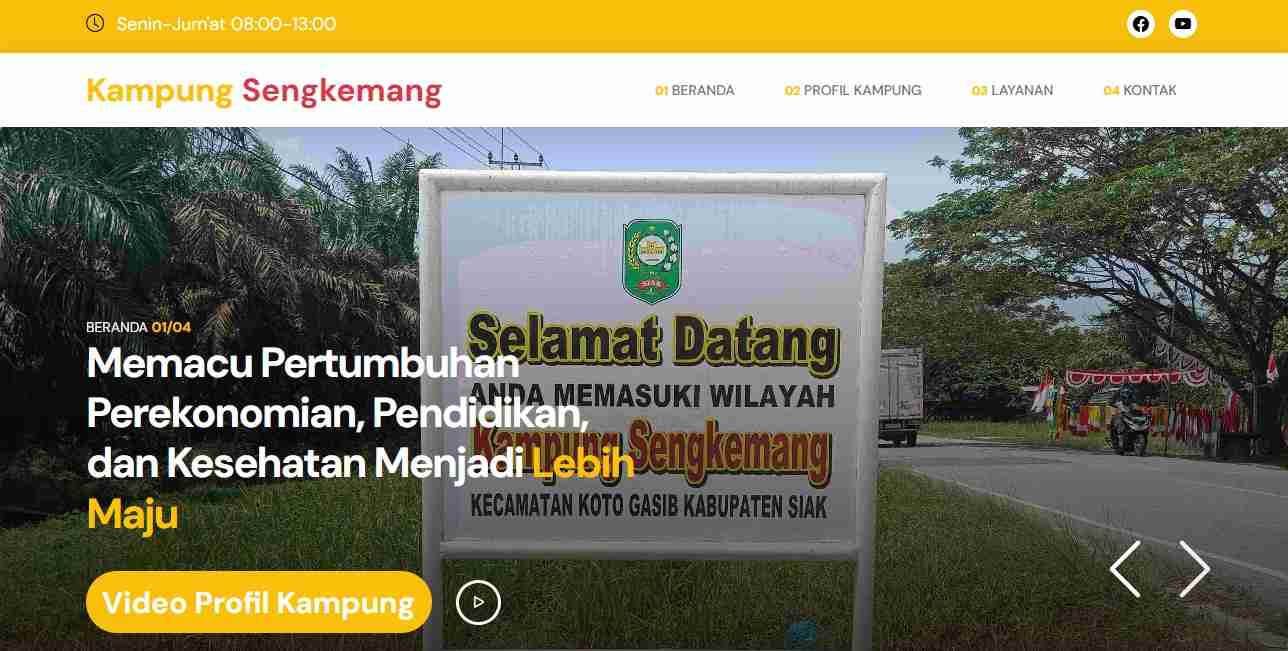 Senin-Jum'at 08:00-13:00
Kampung Sengkemang
01 BERANDA 02 PROFIL KAMPUNG 03 LAYANAN 04 KONTAK
SIAK
Selamat Datang
ANDA MEMASUKI WILAYAH
Kampung Sengkemang
KECAMATAN KOTO GASIB KABUPATEN SIAK
BERANDA 01/04
Memacu Pertumbuhan
Perekonomian, Pendidikan,
dan Kesehatan Menjadi Lebih
Maju
Video Profil Kampung